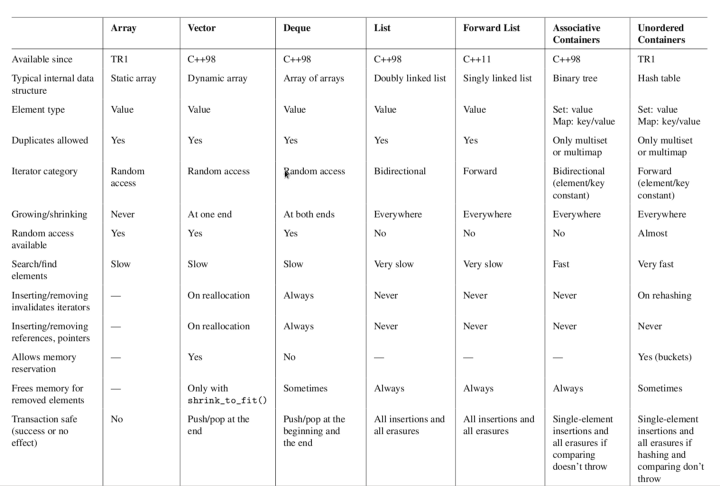 Array Vector Deque List Forward List Associative Containers Unordered Containers
Available since TR1 C++98 C++98 C++98 C++11 C++98 TR1
Typical internal data structure Static array Dynamic array Array of arrays Doubly linked list Singly linked list Binary tree Hash table
Element type Value Value Value Value Value Set: value Map: key/value Set: value Map: key/value
Duplicates allowed Yes Yes Yes Yes Yes Only multiset or multimap Only multiset or multimap
Iterator category Random access Random access Random access Bidirectional Forward Bidirectional (element/key constant) Forward (element/key constant)
Growing/shrinking Never At one end At both ends Everywhere Everywhere Everywhere Everywhere
Random access available Yes Yes Yes No No No Almost
Search/find elements Slow Slow Slow Very slow Very slow Fast Very fast
Inserting/removing invalidates iterators — On reallocation Always Never Never Never On rehashing
Inserting/removing references, pointers — On reallocation Always Never Never Never Never
Allows memory reservation — Yes No — — — Yes (buckets)
Frees memory for removed elements — Only with shrink_to_fit() Sometimes Always Always Always Sometimes
Transaction safe (success or no effect) No Push/pop at the end Push/pop at the beginning and the end All insertions and all erasures All insertions and all erasures Single-element insertions and all erasures if comparing doesn't throw Single-element insertions and all erasures if hashing and comparing don't throw